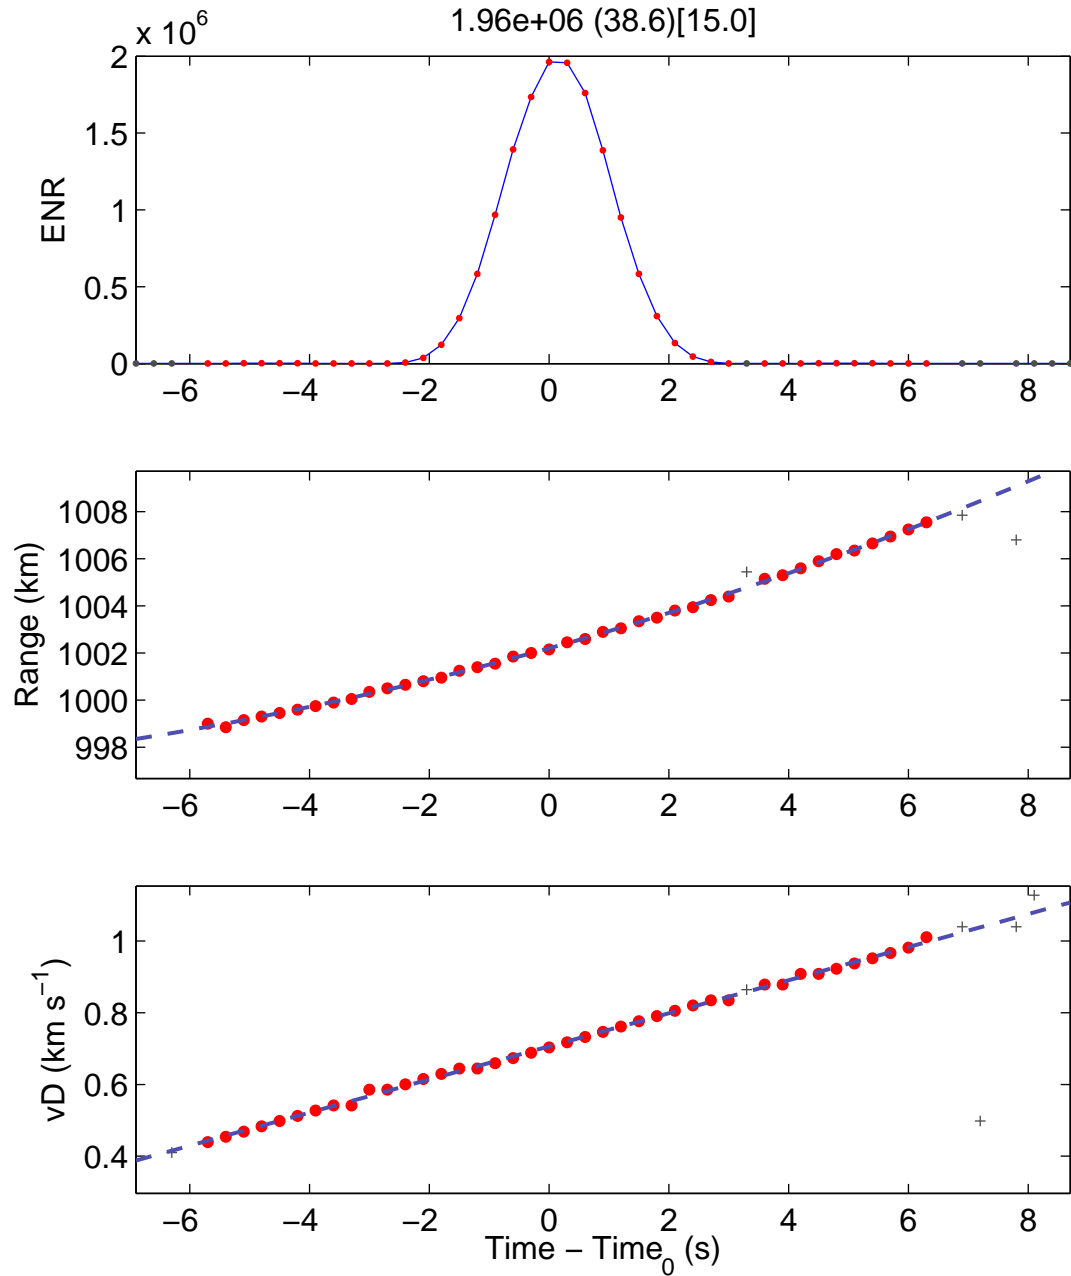 1.96e+06 (38.6)[15.0]
x 10^6
2
1.5
1
0.5
0
ENR
−6 −4 −2 0 2 4 6 8
1008
1006
1004
1002
1000
998
Range (km)
−6 −4 −2 0 2 4 6 8
1
0.8
0.6
0.4
vD (km s^−1)
−6 −4 −2 0 2 4 6 8
Time − Time_0 (s)